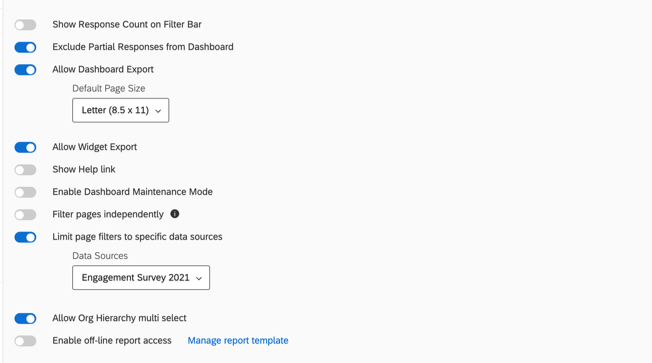 Show Response Count on Filter Bar
Exclude Partial Responses from Dashboard
Allow Dashboard Export
Default Page Size
Letter (8.5 x 11)
Allow Widget Export
Show Help link
Enable Dashboard Maintenance Mode
Filter pages independently
Limit page filters to specific data sources
Data Sources
Engagement Survey 2021
Allow Org Hierarchy multi select
Enable off-line report access Manage report template